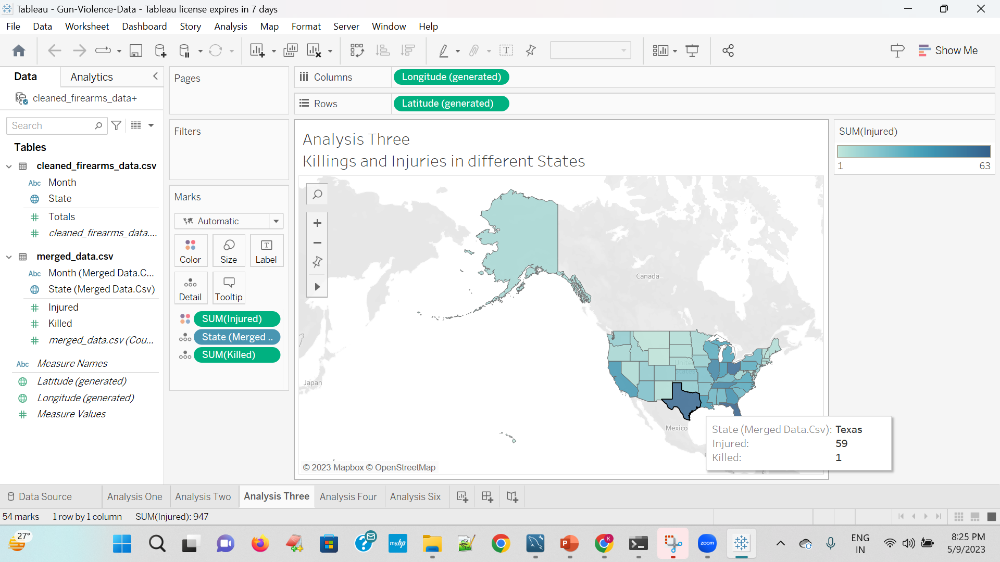 Tableau - Gun-Violence-Data - Tableau license expires in 7 days
File Data Worksheet Dashboard Story Analysis Map Format Server Window Help
Show Me
Data Analytics
cleaned_firearms_data+
Search
Tables
cleaned_firearms_data.csv
Abc Month
State
Totals
cleaned_firearms_data....
merged_data.csv
Abc Month (Merged Data.C...
State (Merged Data.Csv)
Injured
Killed
merged_data.csv (Cou...
Abc Measure Names
Latitude (generated)
Longitude (generated)
Measure Values
Pages
Filters
Marks
Automatic
Color Size Label
Detail Tooltip
SUM(Injured)
State (Merged ..
SUM(Killed)
Columns Longitude (generated)
Rows Latitude (generated)
Analysis Three
Killings and Injuries in different States
Canada
United
States
Japan
Mexico
© 2023 Mapbox © OpenStreetMap
State (Merged Data.Csv): Texas
Injured: 59
Killed: 1
SUM(Injured)
1 63
Data Source Analysis One Analysis Two Analysis Three Analysis Four Analysis Six
54 marks 1 row by 1 column SUM(Injured): 947
27°
myhp
K
P
zoom
ENG
IN
8:25 PM
5/9/2023